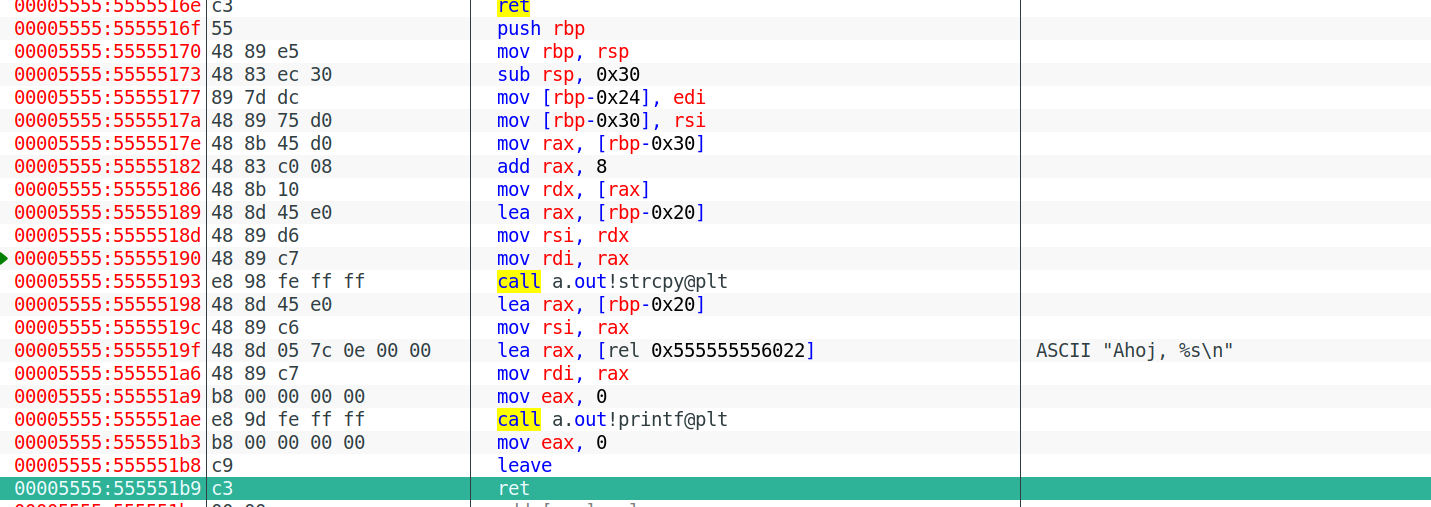 00005555:5555516e c3 ret
00005555:5555516f 55 push rbp
00005555:55555170 48 89 e5 mov rbp, rsp
00005555:55555173 48 83 ec 30 sub rsp, 0x30
00005555:55555177 89 7d dc mov [rbp-0x24], edi
00005555:5555517a 48 89 75 d0 mov [rbp-0x30], rsi
00005555:5555517e 48 8b 45 d0 mov rax, [rbp-0x30]
00005555:55555182 48 83 c0 08 add rax, 8
00005555:55555186 48 8b 10 mov rdx, [rax]
00005555:55555189 48 8d 45 e0 lea rax, [rbp-0x20]
00005555:5555518d 48 89 d6 mov rsi, rdx
00005555:55555190 48 89 c7 mov rdi, rax
00005555:55555193 e8 98 fe ff ff call a.out!strcpy@plt
00005555:55555198 48 8d 45 e0 lea rax, [rbp-0x20]
00005555:5555519c 48 89 c6 mov rsi, rax
00005555:5555519f 48 8d 05 7c 0e 00 00 lea rax, [rel 0x555555556022] ASCII "Ahoj, %s\n"
00005555:555551a6 48 89 c7 mov rdi, rax
00005555:555551a9 b8 00 00 00 00 mov eax, 0
00005555:555551ae e8 9d fe ff ff call a.out!printf@plt
00005555:555551b3 b8 00 00 00 00 mov eax, 0
00005555:555551b8 c9 leave
00005555:555551b9 c3 ret